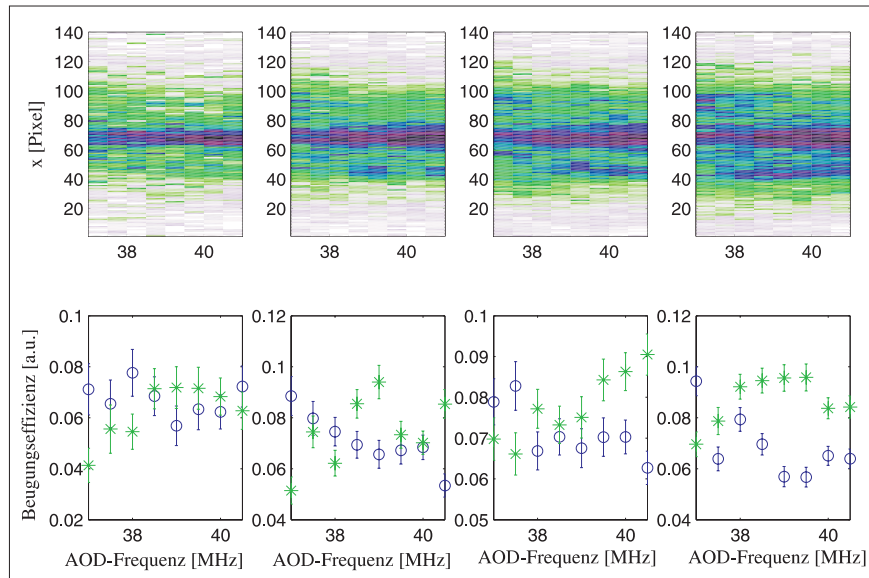 140 140 140 140
120 120 120 120
100 100 100 100
80 80 80 80
60 60 60 60
40 40 40 40
20 20 20 20
x [Pixel]
38 40 38 40 38 40 38 40
0.1 0.12 0.1 0.12
0.08 0.1 0.09 0.1
0.06 0.08 0.08 0.08
0.04 0.06 0.07 0.06
0.02 0.04 0.06 0.04
0.05
Beugungseffizienz [a.u.]
38 40 38 40 38 40 38 40
AOD-Frequenz [MHz] AOD-Frequenz [MHz] AOD-Frequenz [MHz] AOD-Frequenz [MHz]